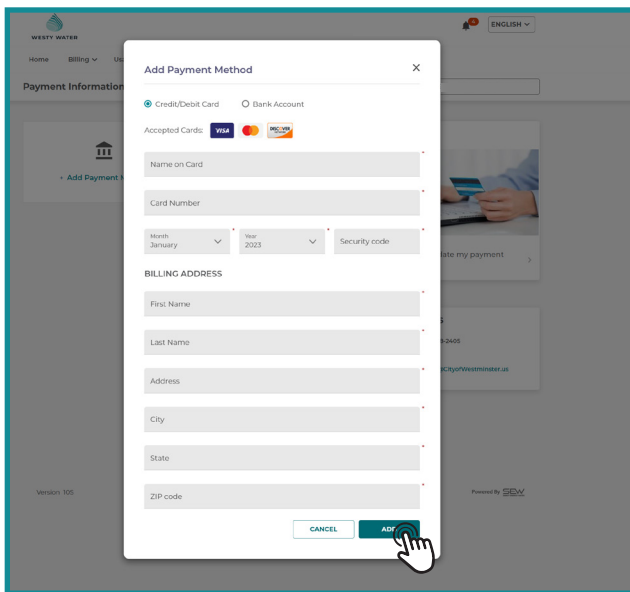 WESTY WATER
ENGLISH
Home Billing
Payment Information
Add Payment Method
Credit/Debit Card Bank Account
Accepted Cards: VISA DISCOVER
+ Add Payment
Name on Card *
Card Number *
Month
January *
Year
2023 *
Security code *
my payment
BILLING ADDRESS
First Name *
Last Name *
-2405
Address *
CityofWestminster.us
City *
State *
ZIP code *
Version 105
Powered By SEW
CANCEL ADD